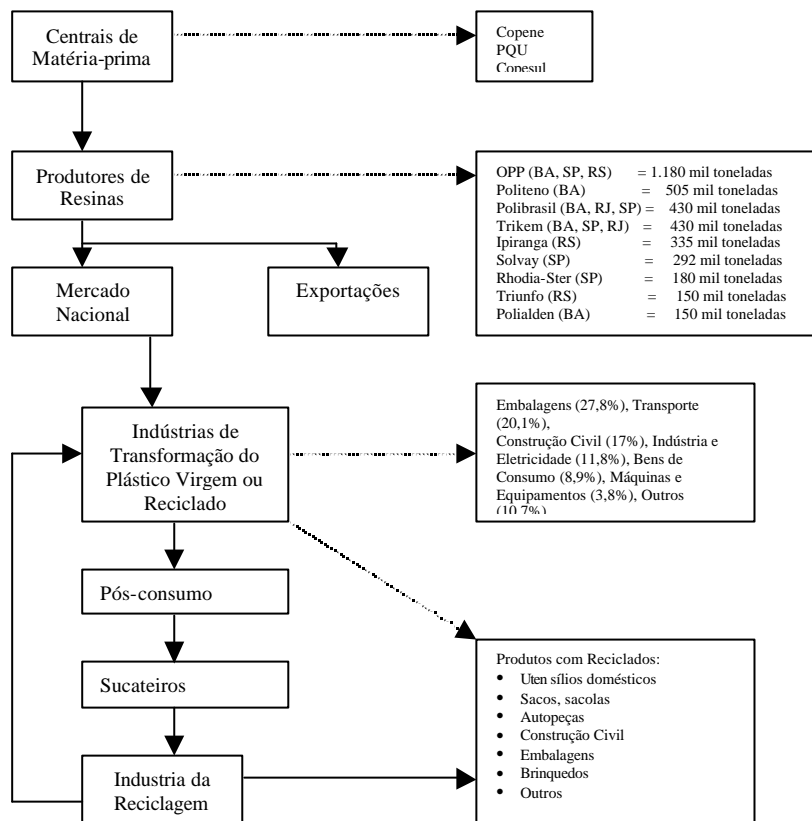 Centrais de
Matéria-prima
Copene
PQU
Copesul
Produtores de
Resinas
OPP (BA, SP, RS) = 1.180 mil toneladas
Politeno (BA) = 505 mil toneladas
Polibrasil (BA, RJ, SP) = 430 mil toneladas
Trikem (BA, SP, RJ) = 430 mil toneladas
Ipiranga (RS) = 335 mil toneladas
Solvay (SP) = 292 mil toneladas
Rhodia-Ster (SP) = 180 mil toneladas
Triunfo (RS) = 150 mil toneladas
Polialden (BA) = 150 mil toneladas
Mercado
Nacional
Exportações
Indústrias de
Transformação do
Plástico Virgem ou
Reciclado
Embalagens (27,8%), Transporte
(20,1%),
Construção Civil (17%), Indústria e
Eletricidade (11,8%), Bens de
Consumo (8,9%), Máquinas e
Equipamentos (3,8%), Outros
(10,7%)
Pós-consumo
Sucateiros
Industria da
Reciclagem
Produtos com Reciclados:
• Uten sílios domésticos
• Sacos, sacolas
• Autopeças
• Construção Civil
• Embalagens
• Brinquedos
• Outros